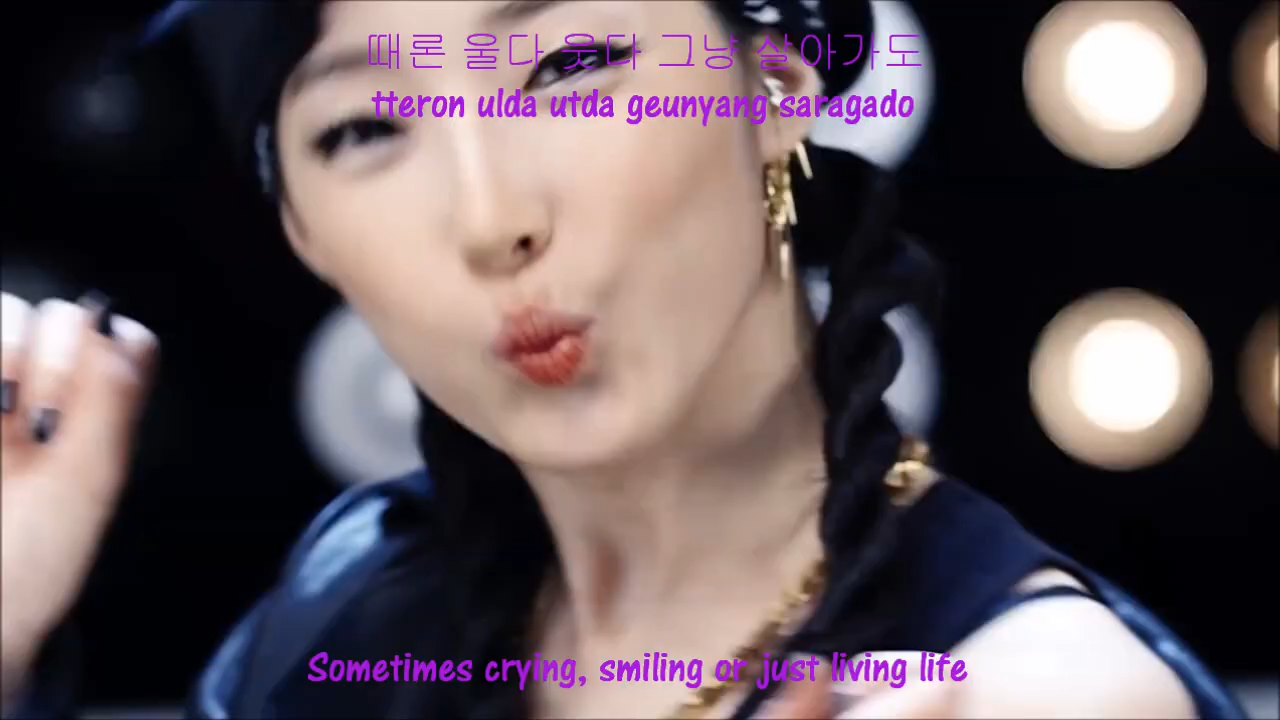 때론 울다 웃다 그냥 살아가도
tteron ulda utda geunyang saragado
Sometimes crying, smiling or just living life